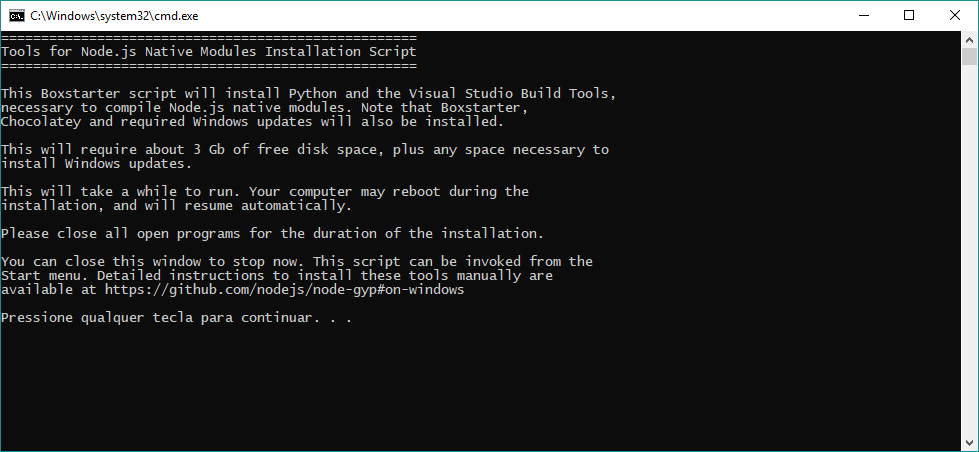 C:\Windows\system32\cmd.exe
====================================================
Tools for Node.js Native Modules Installation Script
====================================================
This Boxstarter script will install Python and the Visual Studio Build Tools,
necessary to compile Node.js native modules. Note that Boxstarter,
Chocolatey and required Windows updates will also be installed.
This will require about 3 Gb of free disk space, plus any space necessary to
install Windows updates.
This will take a while to run. Your computer may reboot during the
installation, and will resume automatically.
Please close all open programs for the duration of the installation.
You can close this window to stop now. This script can be invoked from the
Start menu. Detailed instructions to install these tools manually are
available at https://github.com/nodejs/node-gyp#on-windows
Pressione qualquer tecla para continuar. . .